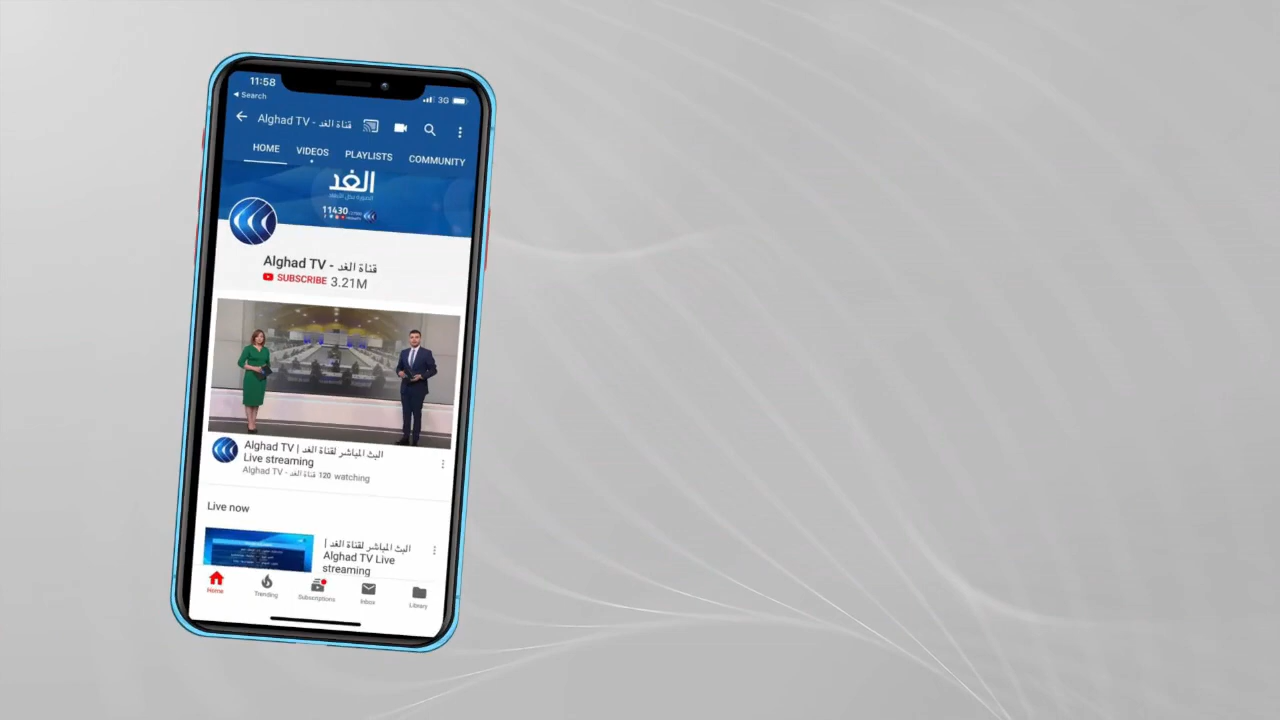 11:58
Search
3G
Alghad TV - قناة الغد
HOME VIDEOS PLAYLISTS COMMUNITY
الغد
11430
Alghad TV - قناة الغد
SUBSCRIBE 3.21M
Alghad TV | البث المباشر لقناة الغد
Live streaming
Alghad TV - قناة الغد 120 watching
Live now
البث المباشر لقناة الغد |
Alghad TV Live
streaming
Home Trending Subscriptions Inbox Library